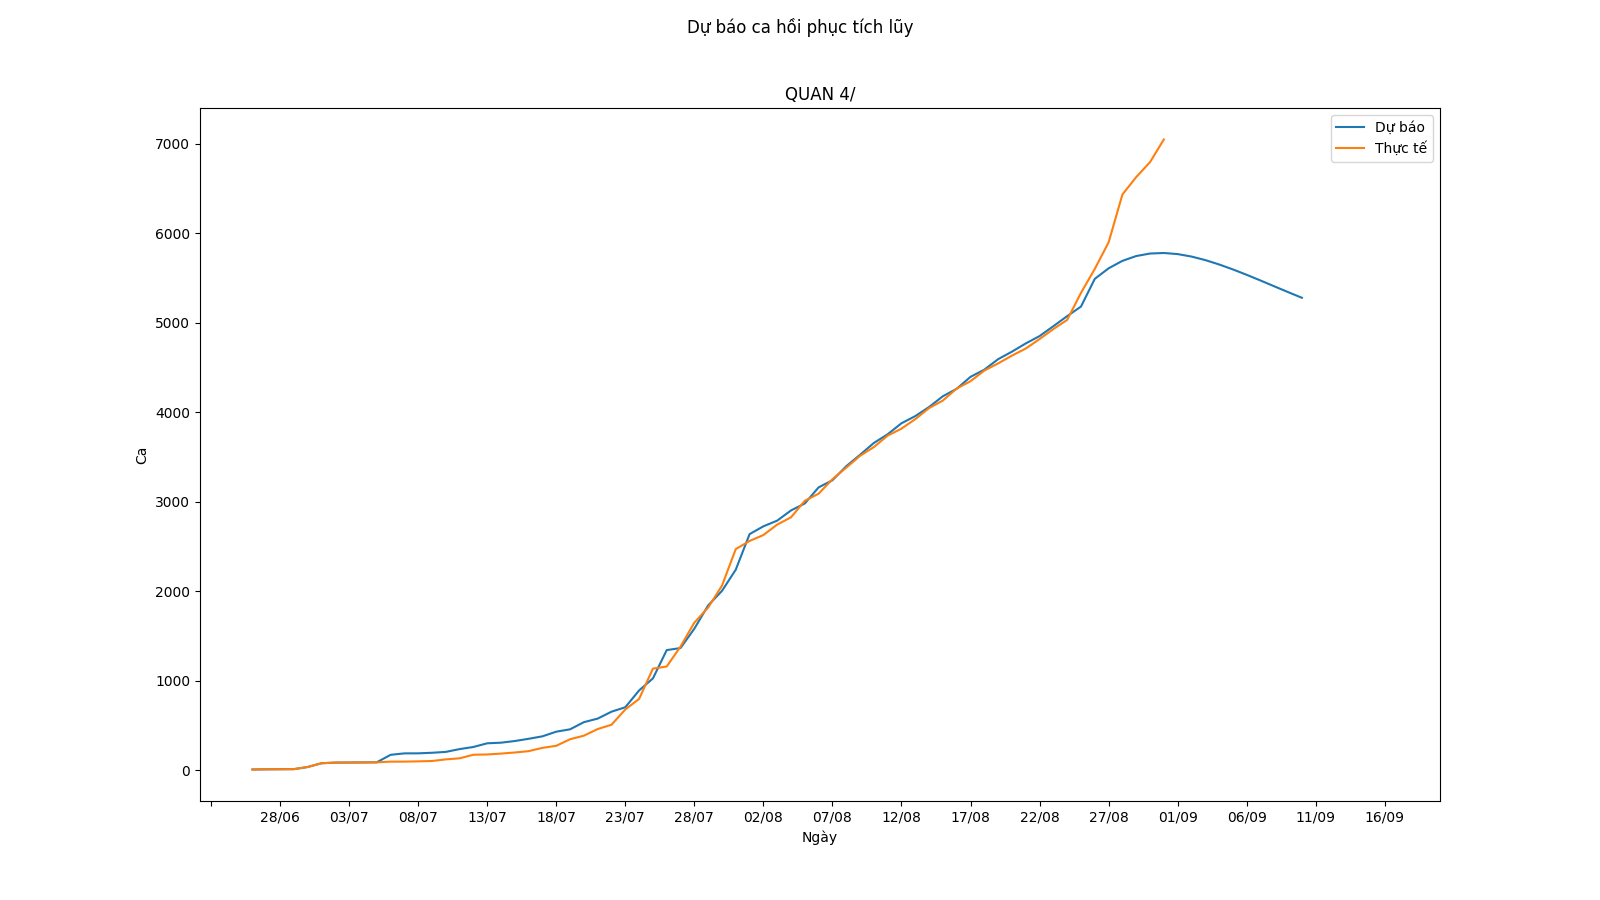 Dự báo ca hồi phục tích lũy
QUAN 4/
Dự báo
Thực tế
7000
6000
5000
4000
3000
2000
1000
0
Ca
28/06 03/07 08/07 13/07 18/07 23/07 28/07 02/08 07/08 12/08 17/08 22/08 27/08 01/09 06/09 11/09 16/09
Ngày